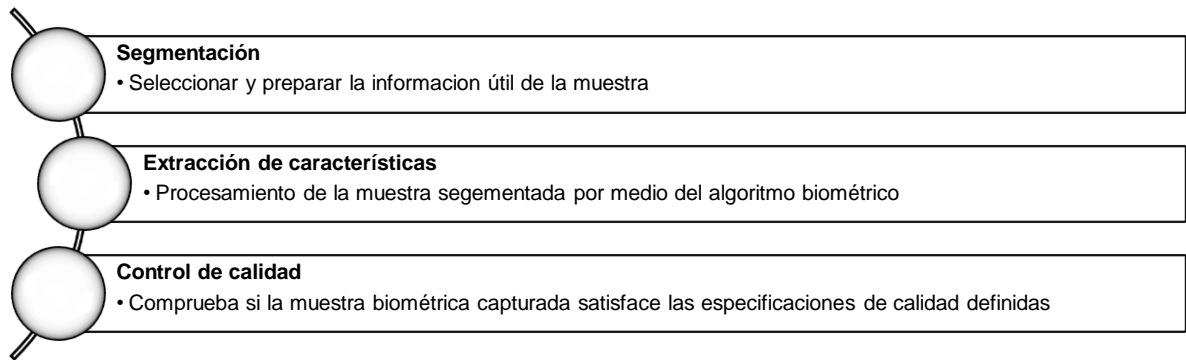 Segmentación
• Seleccionar y preparar la informacion útil de la muestra
Extracción de característicascaracterísticas
• Procesamiento de la muestra segementada por medio del algoritmo biométrico
Control de calidad
• Comprueba si la muestra biométrica capturada satisface las especificaciones de calidad definidas